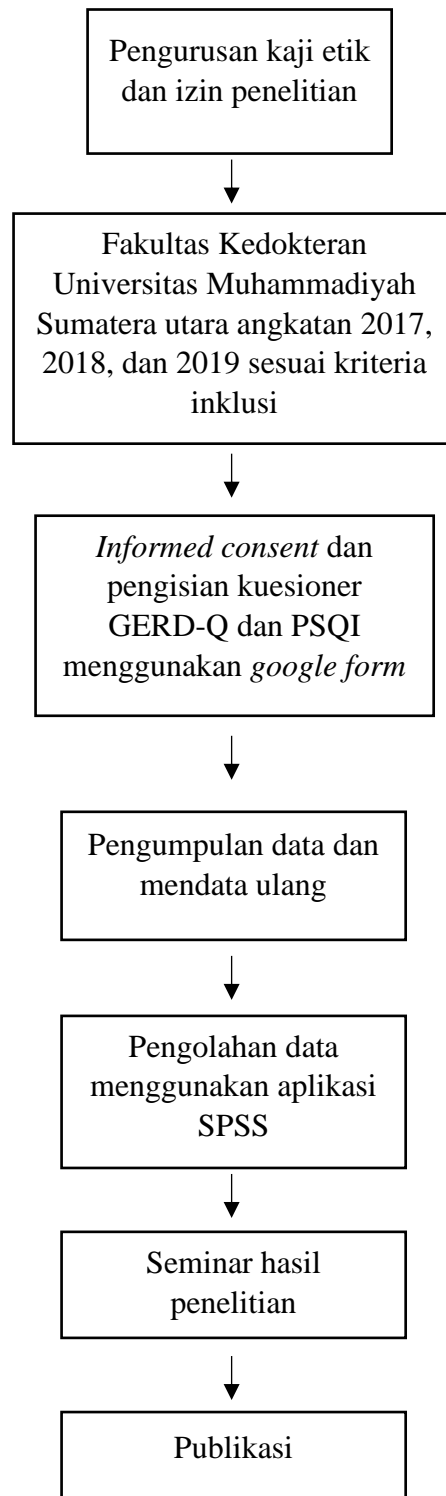 Pengurusan kaji etik
dan izin penelitian
Fakultas Kedokteran
Universitas Muhammadiyah
Sumatera utara angkatan 2017,
2018, dan 2019 sesuai kriteria
inklusi
Informed consent dan
pengisian kuesioner
GERD-Q dan PSQI
menggunakan google form
Pengumpulan data dan
mendata ulang
Pengolahan data
menggunakan aplikasi
SPSS
Seminar hasil
penelitian
Publikasi